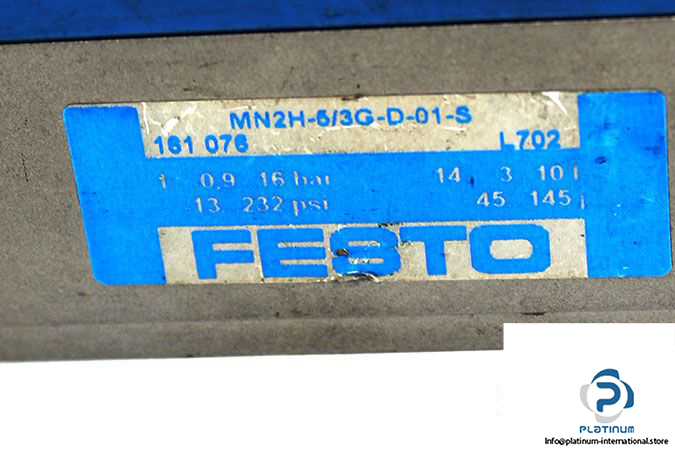 MN2H-5/3G-D-01-S
161 076 L702
1 0,9 16 bar 14 3 10
-13 232 psi 45 145
FESTO
PLATINUM
Info@platinum-international.store